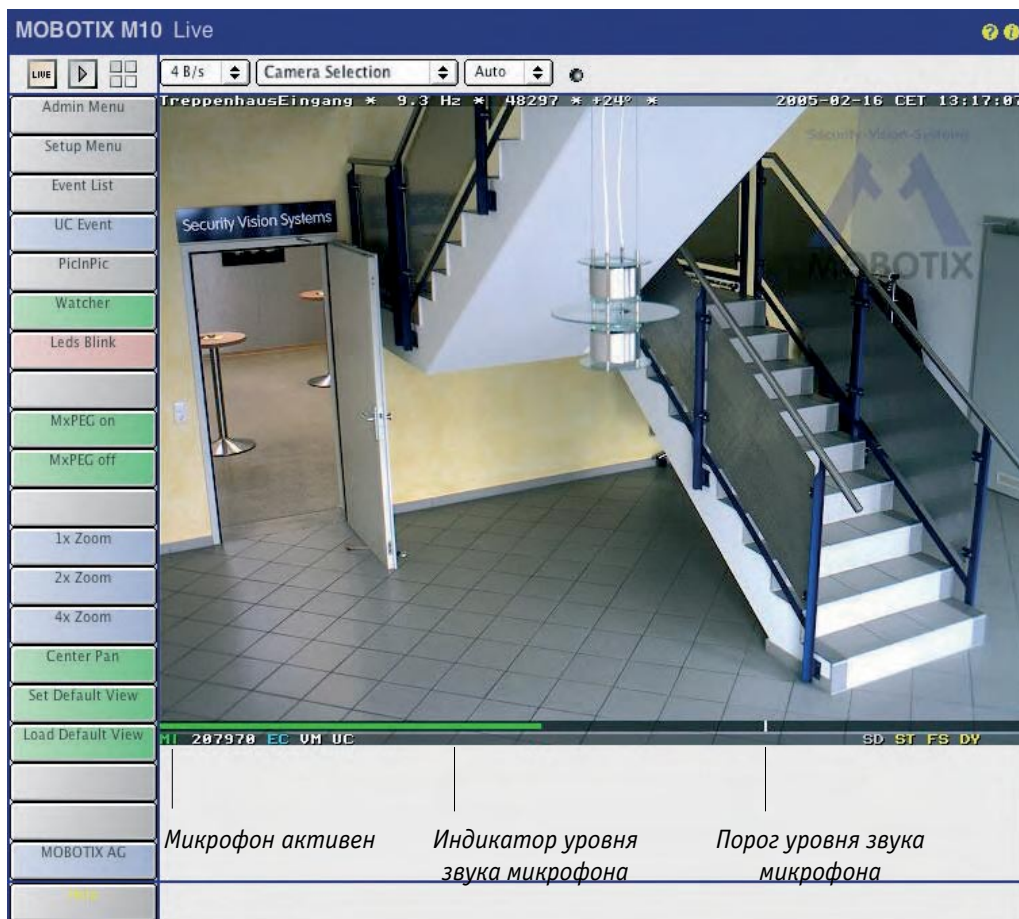 MOBOTIX M10 Live
LIVE
4 B/s
Camera Selection
Auto
Admin Menu
Setup Menu
Event List
UC Event
PicInPic
Watcher
Leds Blink
MxPEG on
MxPEG off
1x Zoom
2x Zoom
4x Zoom
Center Pan
Set Default View
Load Default View
MOBOTIX AG
TreppenhausEingang * 9.3 Hz * 48297 * +24° *
2005-02-16 CET 13:17:07
Security-Vision-Systems
MOBOTIX
Security Vision Systems
MI 207970 EC VM UC
SD ST FS DY
Микрофон активен
Индикатор уровня
звука микрофона
Порог уровня звука
микрофона